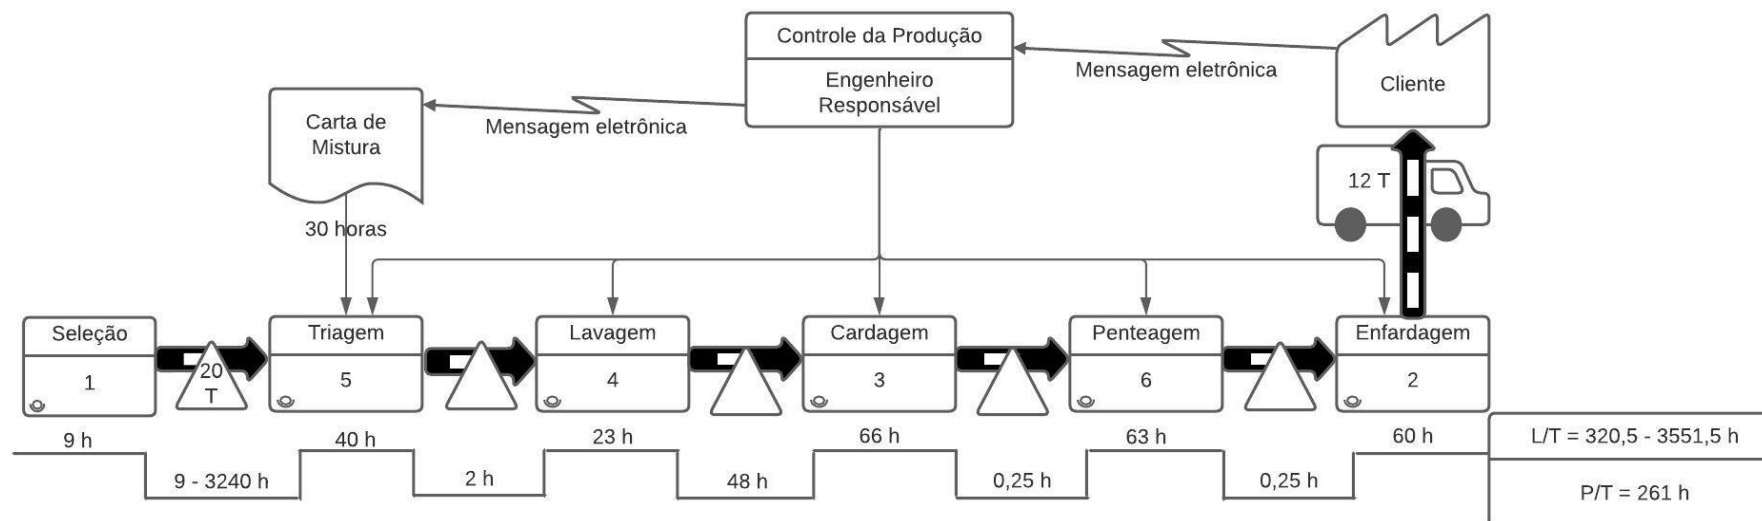 Controle da Produção
Engenheiro
Responsável
Mensagem eletrônica
Cliente
Mensagem eletrônica
Carta de
Mistura
30 horas
12 T
Seleção
1
20
T
Triagem
5
Lavagem
4
Cardagem
3
Penteagem
6
Enfardagem
2
9 h
9 - 3240 h
40 h
2 h
23 h
48 h
66 h
0,25 h
63 h
0,25 h
60 h
L/T = 320,5 - 3551,5 h
P/T = 261 h